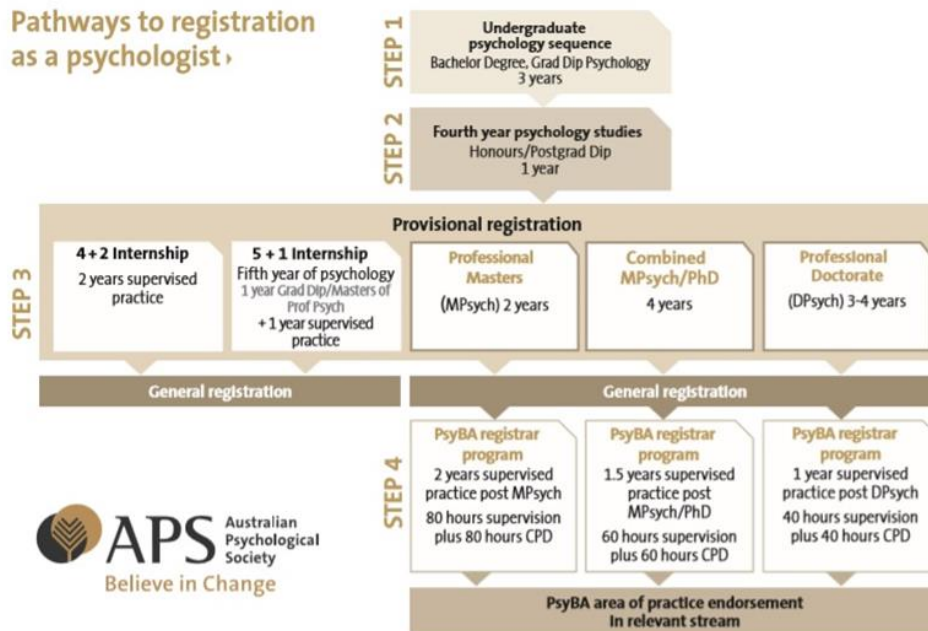 Pathways to registration
as a psychologist ›
STEP 1
Undergraduate
psychology sequence
Bachelor Degree, Grad Dip Psychology
3 years
STEP 2
Fourth year psychology studies
Honours/Postgrad Dip
1 year
STEP 3
Provisional registration
4 + 2 Internship
2 years supervised
practice
5 + 1 Internship
Fifth year of psychology
1 year Grad Dip/Masters of
Prof Psych
+ 1 year supervised
practice
Professional
Masters
(MPsych) 2 years
Combined
MPsych/PhD
4 years
Professional
Doctorate
(DPsych) 3-4 years
General registration
General registration
STEP 4
PsyBA registrar
program
2 years supervised
practice post MPsych
80 hours supervision
plus 80 hours CPD
PsyBA registrar
program
1.5 years supervised
practice post
MPsych/PhD
60 hours supervision
plus 60 hours CPD
PsyBA registrar
program
1 year supervised
practice post DPsych
40 hours supervision
plus 40 hours CPD
PsyBA area of practice endorsement
in relevant stream
APS
Australian
Psychological
Society
Believe in Change